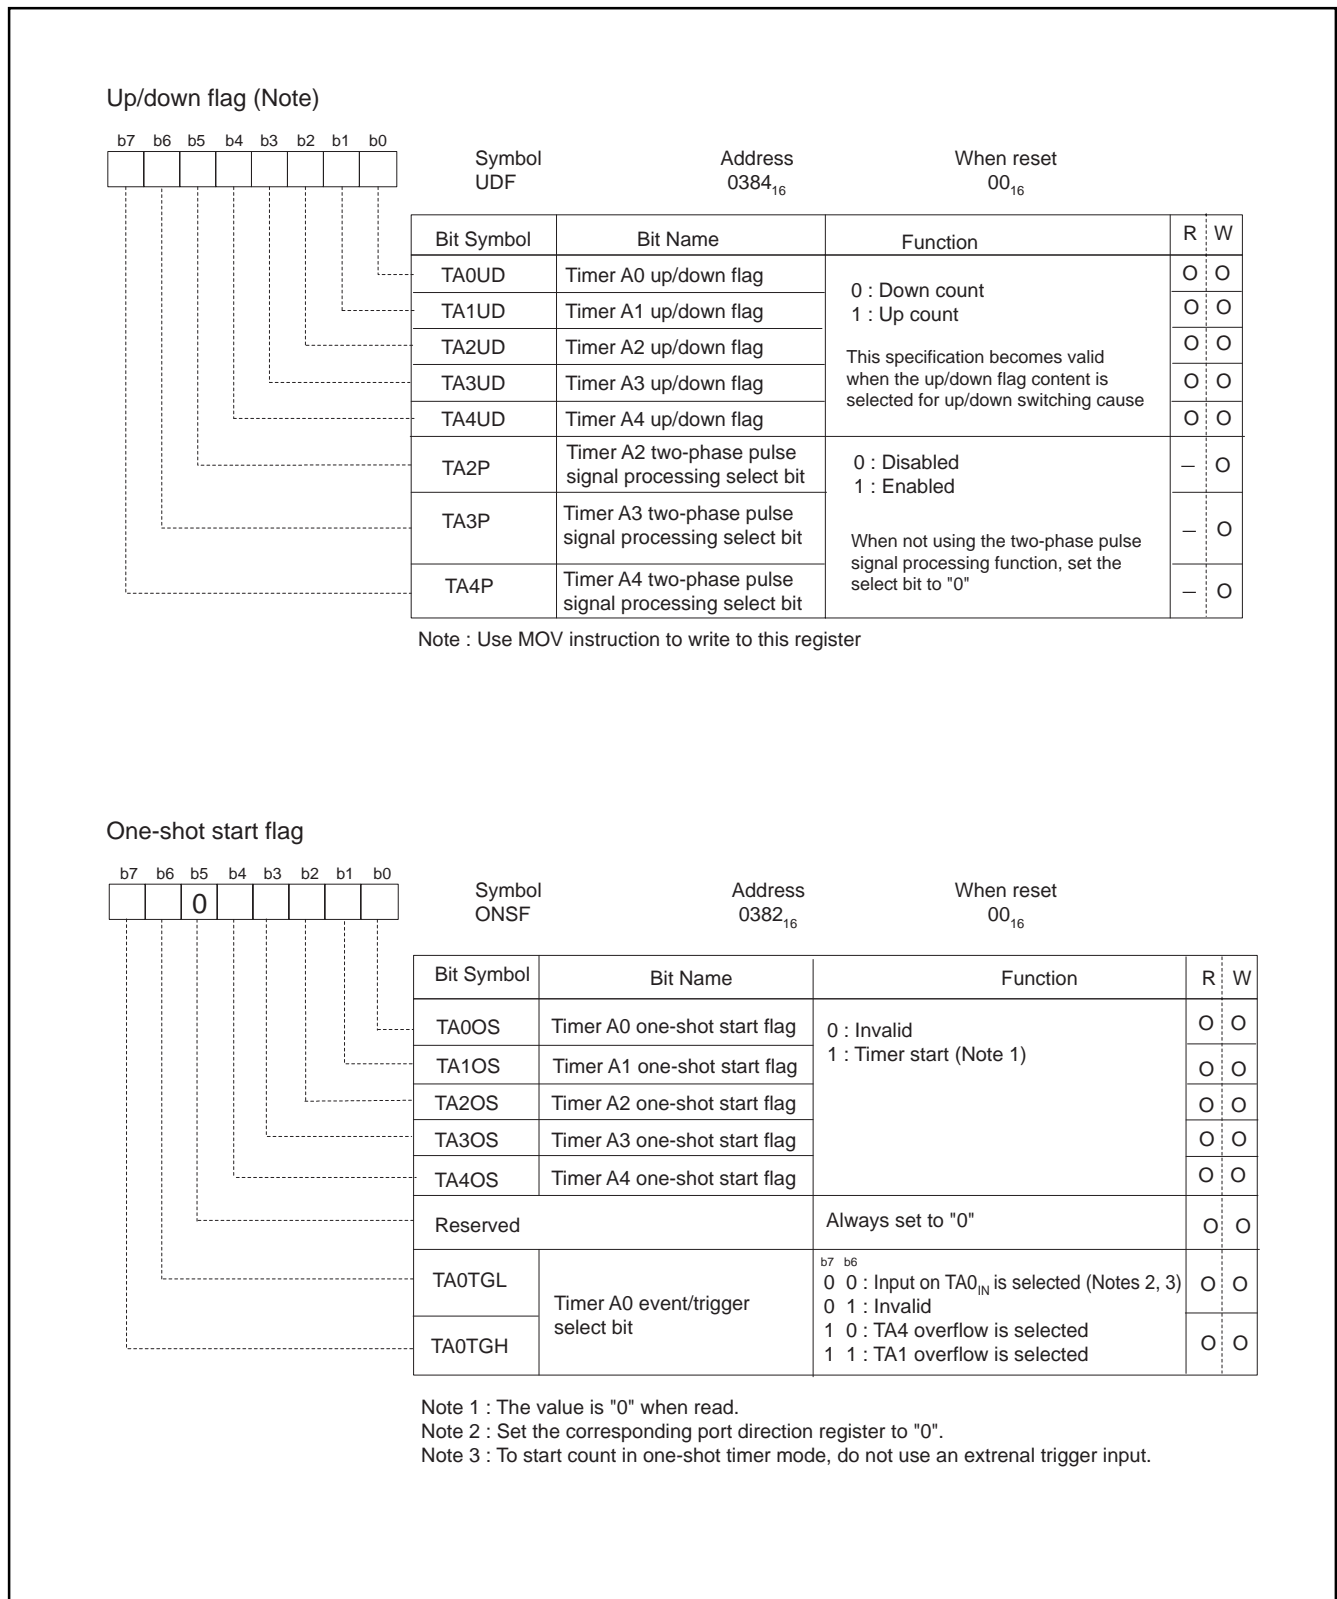 Up/down flag (Note)
b7 b6 b5 b4 b3 b2 b1 b0
Symbol Address When reset
UDF 0384₁₆ 00₁₆
Bit Symbol Bit Name Function R W
TA0UD Timer A0 up/down flag O O
0 : Down count
1 : Up count
TA1UD Timer A1 up/down flag O O
TA2UD Timer A2 up/down flag O O
This specification becomes valid
when the up/down flag content is
selected for up/down switching cause
TA3UD Timer A3 up/down flag O O
TA4UD Timer A4 up/down flag O O
TA2P Timer A2 two-phase pulse
signal processing select bit – O
0 : Disabled
1 : Enabled
TA3P Timer A3 two-phase pulse
signal processing select bit – O
When not using the two-phase pulse
signal processing function, set the
select bit to "0"
TA4P Timer A4 two-phase pulse
signal processing select bit – O
Note : Use MOV instruction to write to this register
One-shot start flag
b7 b6 b5 b4 b3 b2 b1 b0
0
Symbol Address When reset
ONSF 0382₁₆ 00₁₆
Bit Symbol Bit Name Function R W
TA0OS Timer A0 one-shot start flag 0 : Invalid O O
1 : Timer start (Note 1)
TA1OS Timer A1 one-shot start flag O O
TA2OS Timer A2 one-shot start flag O O
TA3OS Timer A3 one-shot start flag O O
TA4OS Timer A4 one-shot start flag O O
Reserved Always set to "0" O O
TA0TGL O O
TA0TGH O O
Timer A0 event/trigger
select bit
b7 b6
0 0 : Input on TA0IN is selected (Notes 2, 3)
0 1 : Invalid
1 0 : TA4 overflow is selected
1 1 : TA1 overflow is selected
Note 1 : The value is "0" when read.
Note 2 : Set the corresponding port direction register to "0".
Note 3 : To start count in one-shot timer mode, do not use an extrenal trigger input.